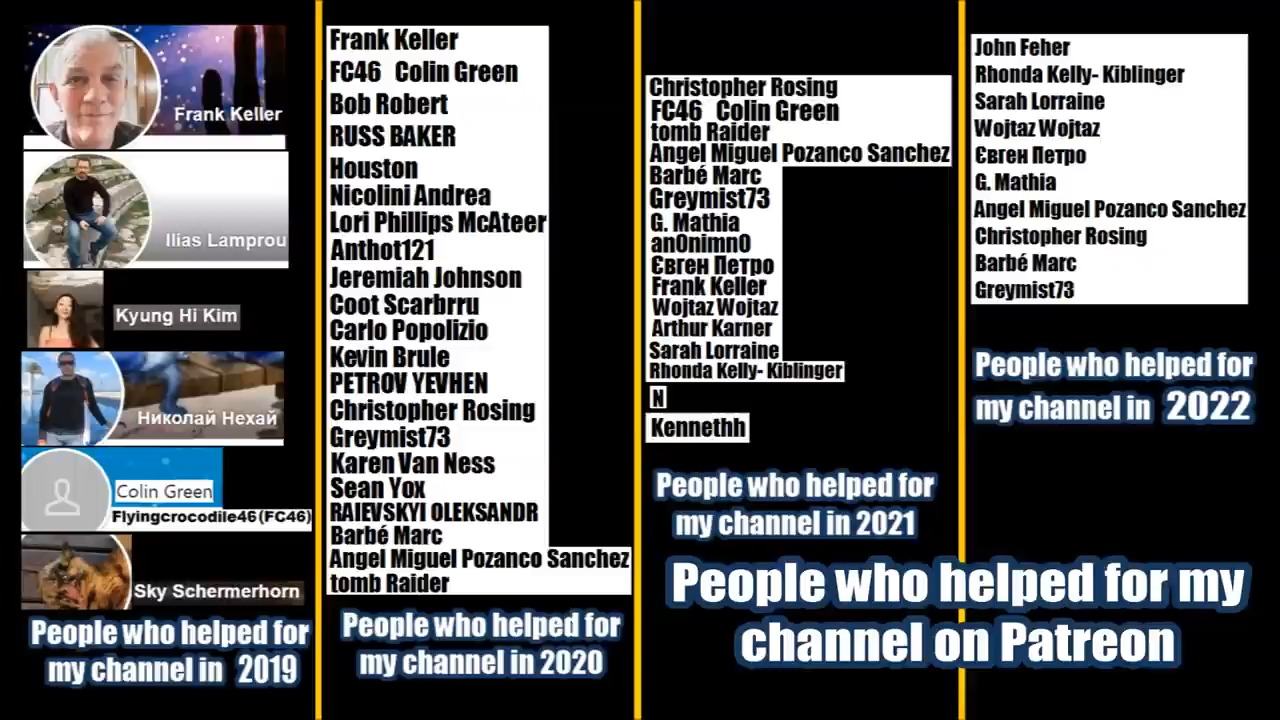 Frank Keller
Ilias Lamprou
Kyung Hi Kim
Николай Нехай
Colin Green
Flyingcrocodile46(FC46)
Sky Schermerhorn
People who helped for
my channel in 2019
Frank Keller
FC46 Colin Green
Bob Robert
RUSS BAKER
Houston
Nicolini Andrea
Lori Phillips McAteer
Anthot121
Jeremiah Johnson
Coot Scarbrru
Carlo Popolizio
Kevin Brule
PETROV YEVHEN
Christopher Rosing
Greymist73
Karen Van Ness
Sean Yox
RAIEVSKYI OLEKSANDR
Barbé Marc
Angel Miguel Pozanco Sanchez
tomb Raider
People who helped for
my channel in 2020
Christopher Rosing
FC46 Colin Green
tomb Raider
Angel Miguel Pozanco Sanchez
Barbé Marc
Greymist73
G. Mathia
an0nimn0
Євген Петро
Frank Keller
Wojtaz Wojtaz
Arthur Karner
Sarah Lorraine
Rhonda Kelly- Kiblinger
N
Kennethh
People who helped for
my channel in 2021
John Feher
Rhonda Kelly- Kiblinger
Sarah Lorraine
Wojtaz Wojtaz
Євген Петро
G. Mathia
Angel Miguel Pozanco Sanchez
Christopher Rosing
Barbé Marc
Greymist73
People who helped for
my channel in 2022
People who helped for my
channel on Patreon